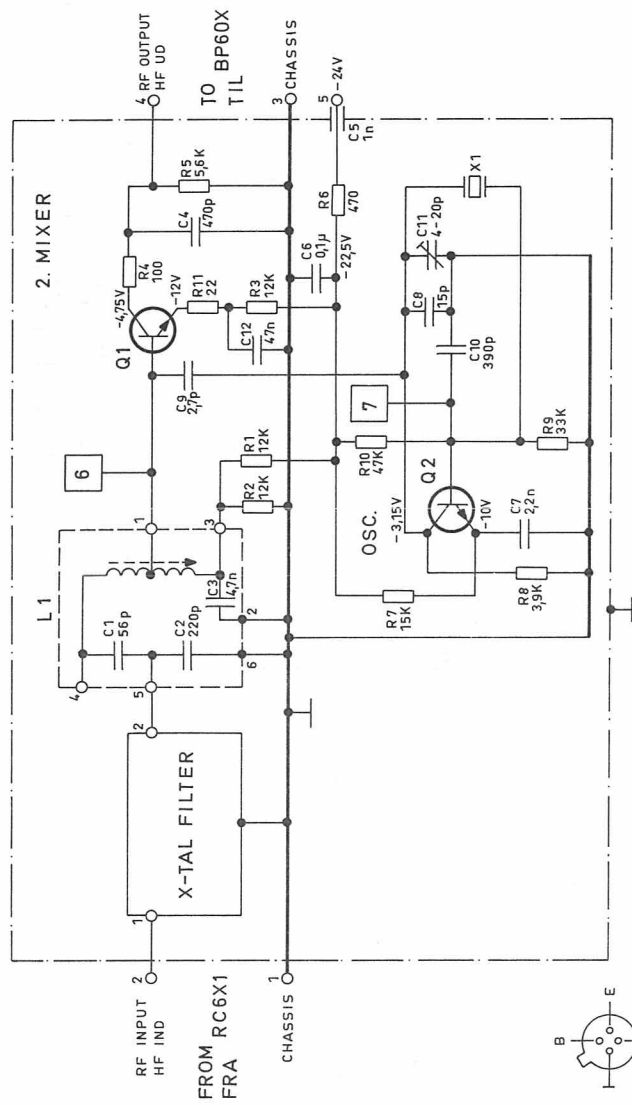 2. MIXER
RF INPUT
HF IND
2
FROM RC6X1
FRA
CHASSIS
1
1
X-TAL FILTER
2
L1
4
5
C1
56p
C2
220p
6
2
C3
4,7n
1
3
6
R2
12K
R1
12K
C9
2,7p
Q1
-4,75V
-12V
R4
100
R11
22
C12
47n
R3
12K
C4
470p
R5
5,6K
4
RF OUTPUT
HF UD
TO BP60X
TIL
3
CHASSIS
C6
0,1µ
-22,5V
R6
470
C5
1n
5
-24V
OSC.
R7
15K
R8
3,9K
-3,15V
-10V
Q2
C7
2,2n
R10
47K
7
R9
33K
C10
390p
C8
15p
C11
4-20p
X1
B
E